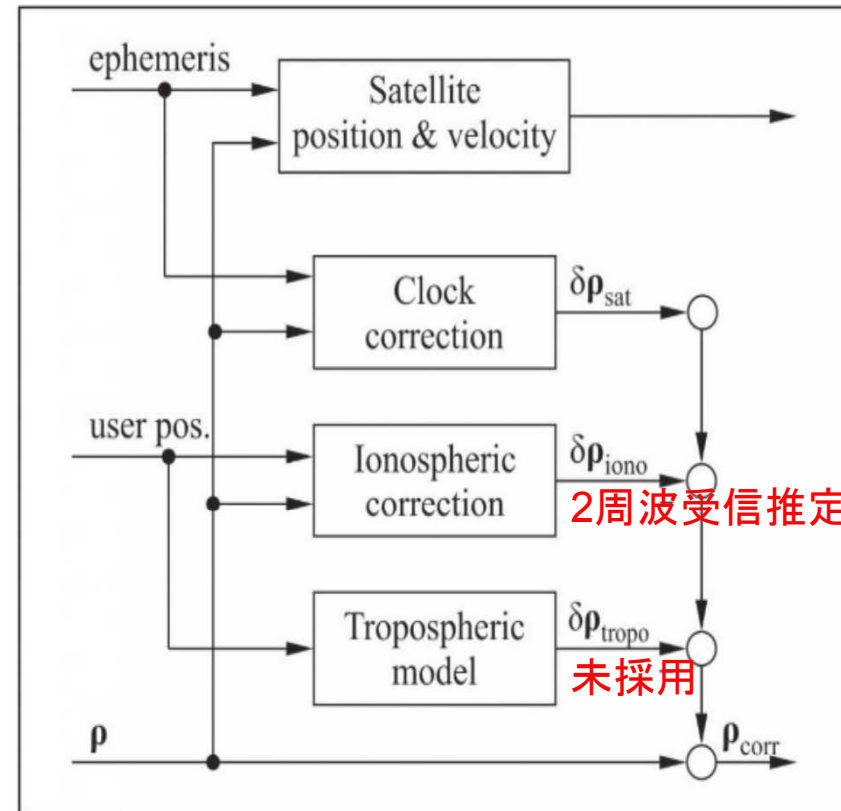 ephemeris
Satellite
position & velocity
Clock
correction
δρsat
user pos.
Ionospheric
correction
δρiono
2周波受信推定
Tropospheric
model
δρtropo
未採用
ρ
ρcorr